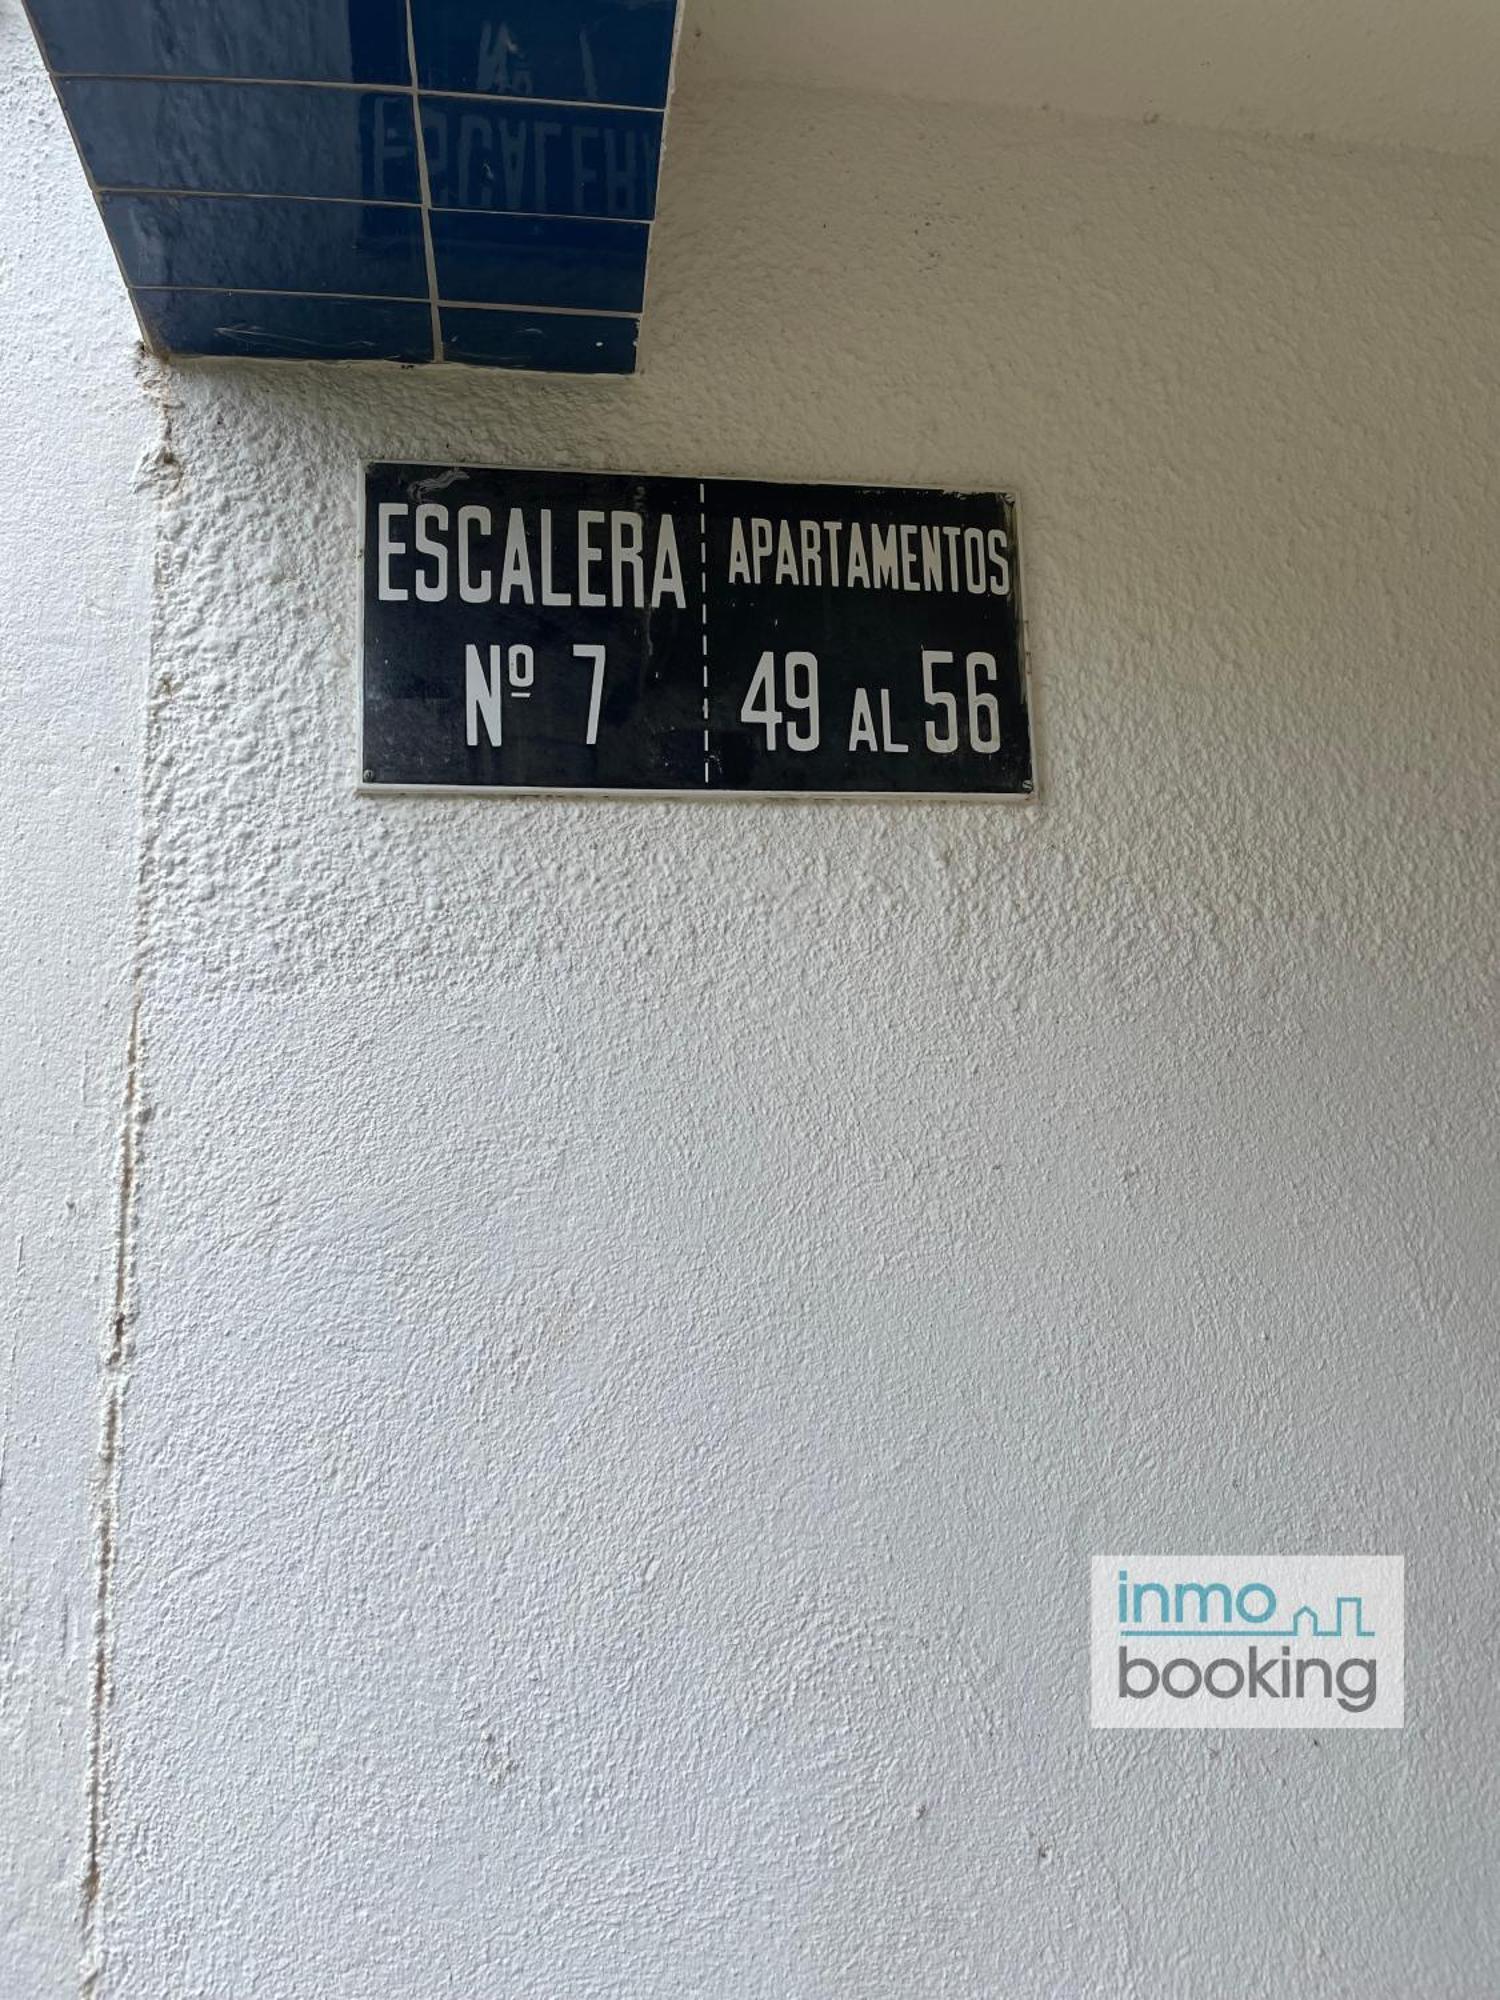 ESCALERA
Nº 7
APARTAMENTOS
49 AL 56
inmo
booking